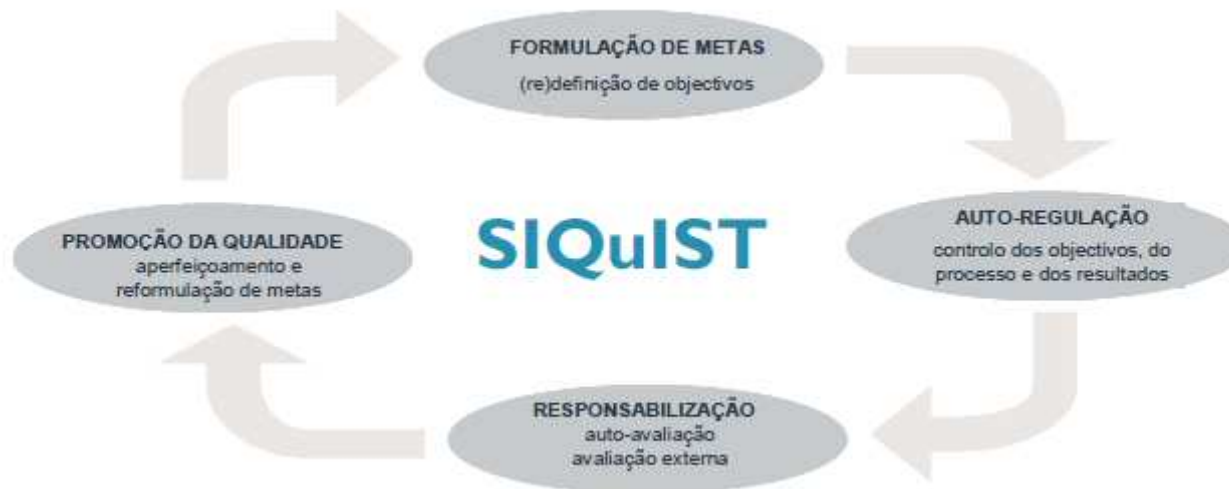 FORMULAÇÃO DE METAS
(re)definição de objectivos
AUTO-REGULAÇÃO
controlo dos objectivos, do
processo e dos resultados
SIQuIST
PROMOÇÃO DA QUALIDADE
aperfeiçoamento e
reformulação de metas
RESPONSABILIZAÇÃO
auto-avaliação
avaliação externa